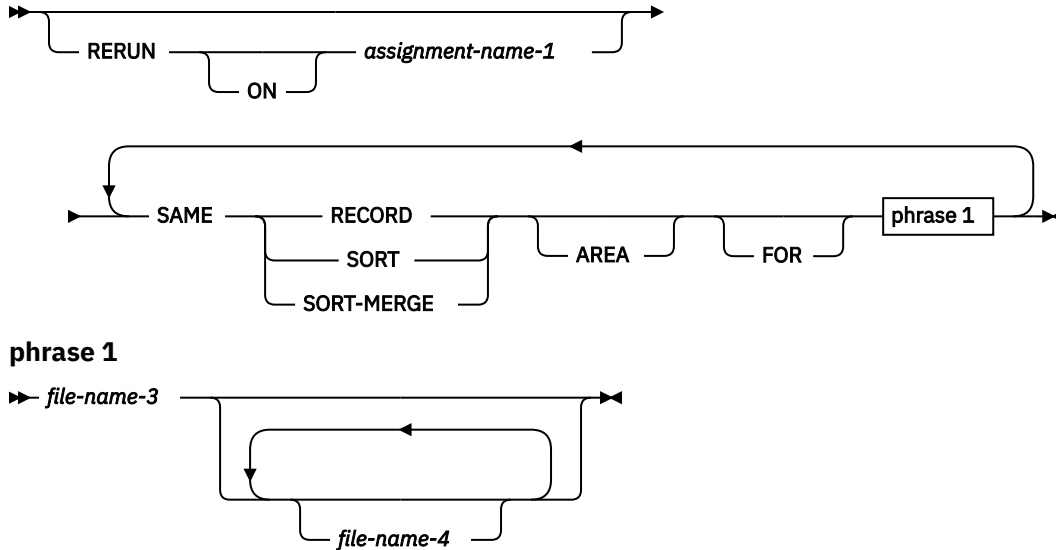 RERUN assignment-name-1
ON
SAME RECORD phrase 1
SORT AREA FOR
SORT-MERGE
phrase 1
file-name-3
file-name-4